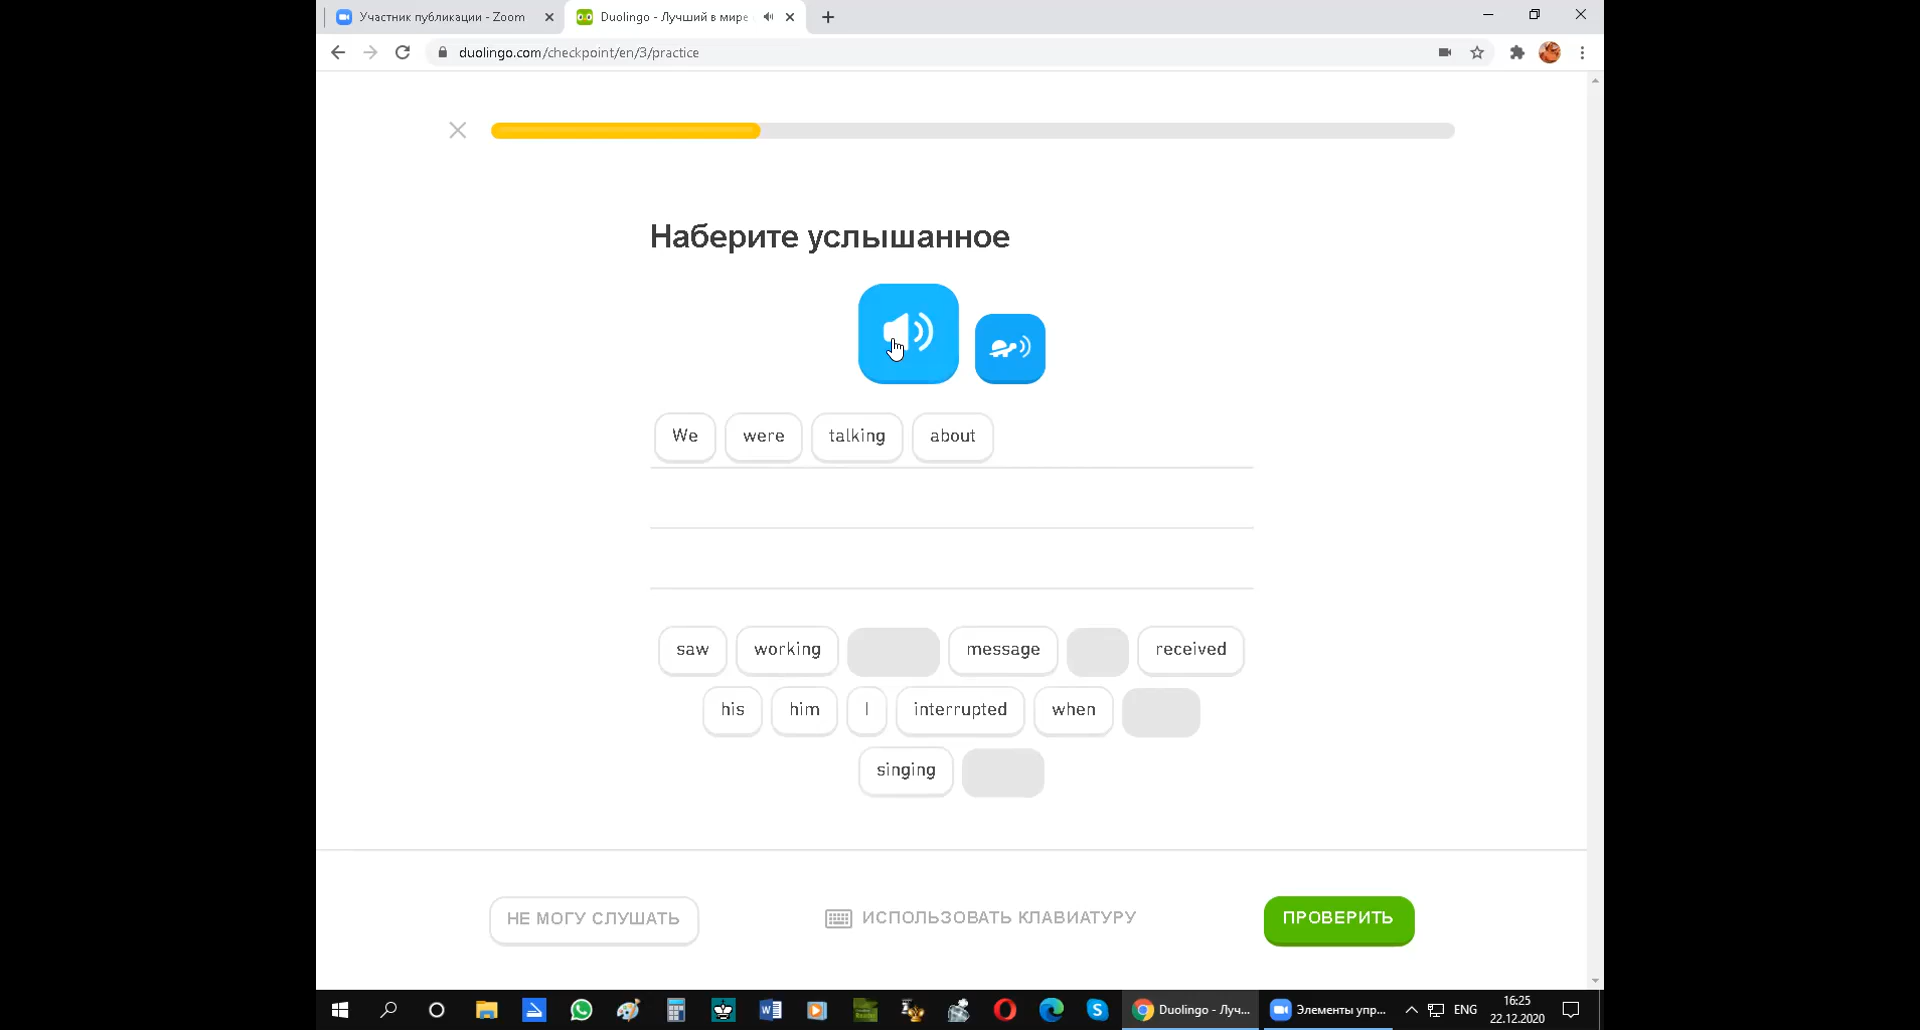 Участник публикации - Zoom
Duolingo - Лучший в мире
duolingo.com/checkpoint/en/3/practice
Наберите услышанное
We were talking about
saw working message received
his him I interrupted when
singing
НЕ МОГУ СЛУШАТЬ
ИСПОЛЬЗОВАТЬ КЛАВИАТУРУ
ПРОВЕРИТЬ
Duolingo - Луч...
Элементы упр...
ENG
16:25
22.12.2020